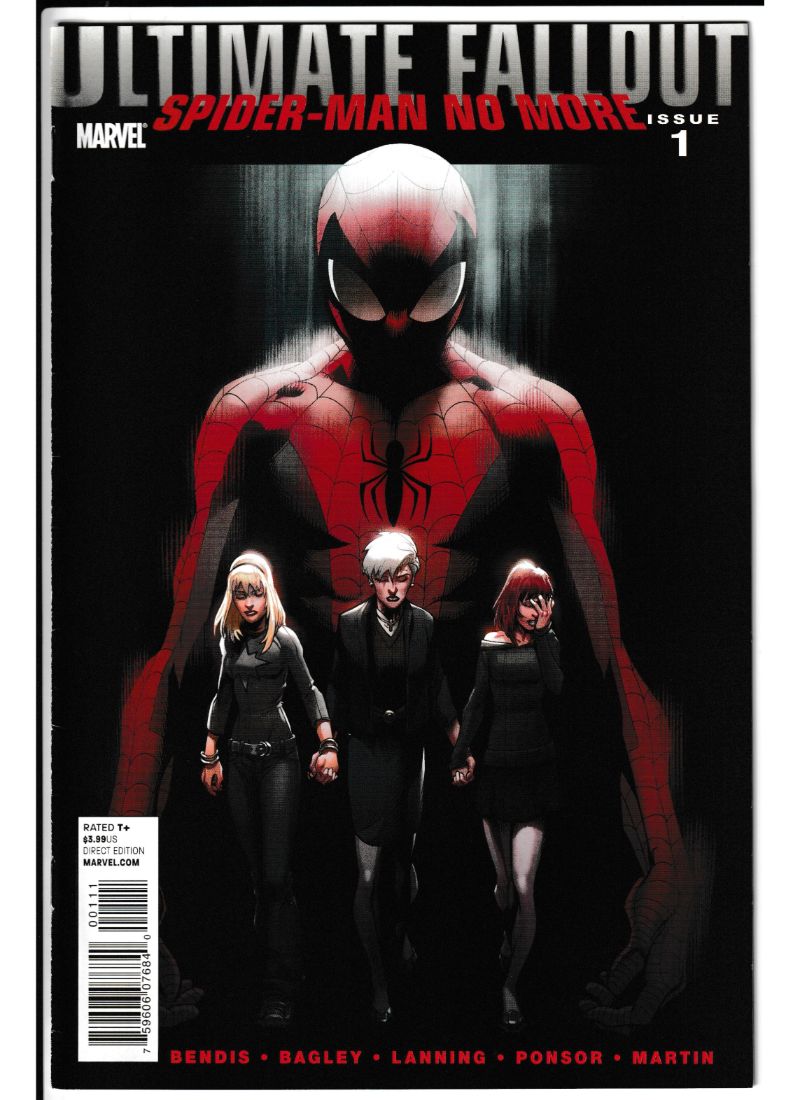 ULTIMATE FALLOUT
SPIDER-MAN NO MORE
MARVEL®
ISSUE
1
RATED T+
$3.99US
DIRECT EDITION
MARVEL.COM
00111
7 59606 07684 0
BENDIS • BAGLEY • LANNING • PONSOR • MARTIN